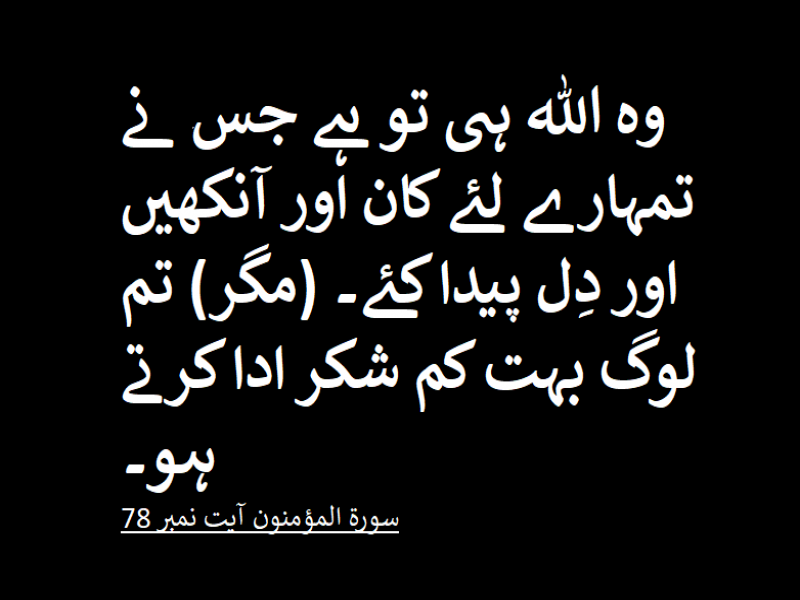 وہ اللہ ہی تو ہے جس نے
تمہارے لئے کان اور آنکھیں
اور دِل پیدا کئے۔ (مگر) تم
لوگ بہت کم شکر ادا کرتے
ہو۔
سورۃ المؤمنون آیت نمبر 78